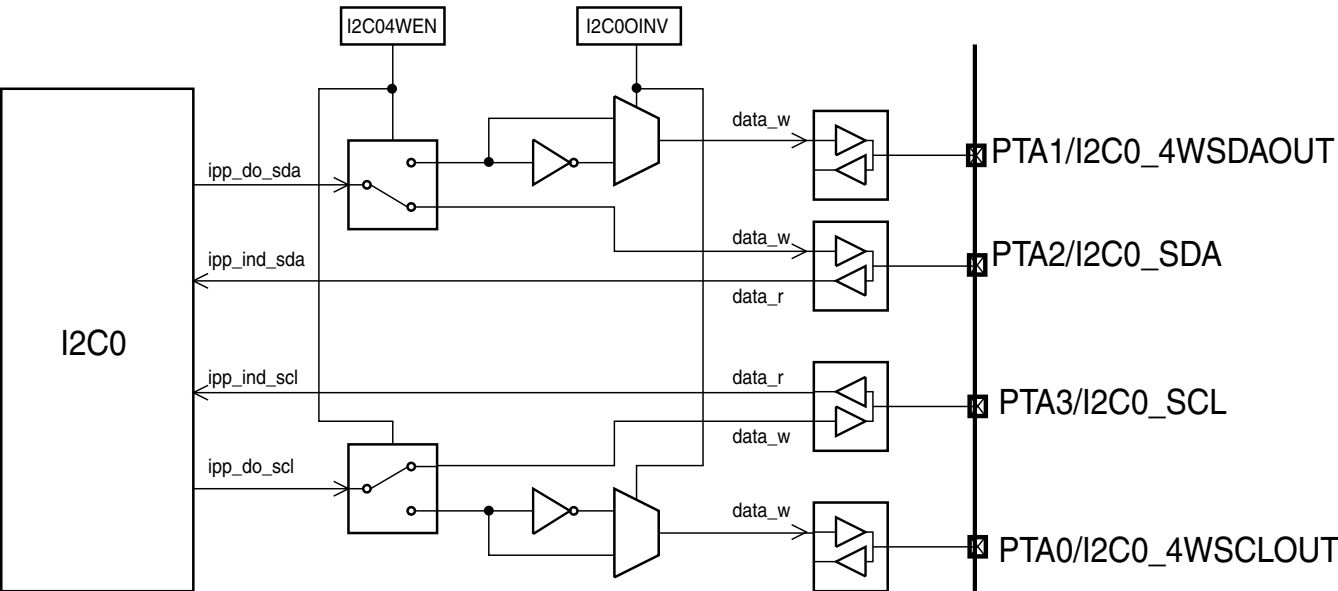 I2C04WEN
I2C0OINV
data_w
PTA1/I2C0_4WSDAOUT
ipp_do_sda
data_w
PTA2/I2C0_SDA
ipp_ind_sda
data_r
I2C0
ipp_ind_scl
data_r
PTA3/I2C0_SCL
data_w
ipp_do_scl
data_w
PTA0/I2C0_4WSCLOUT